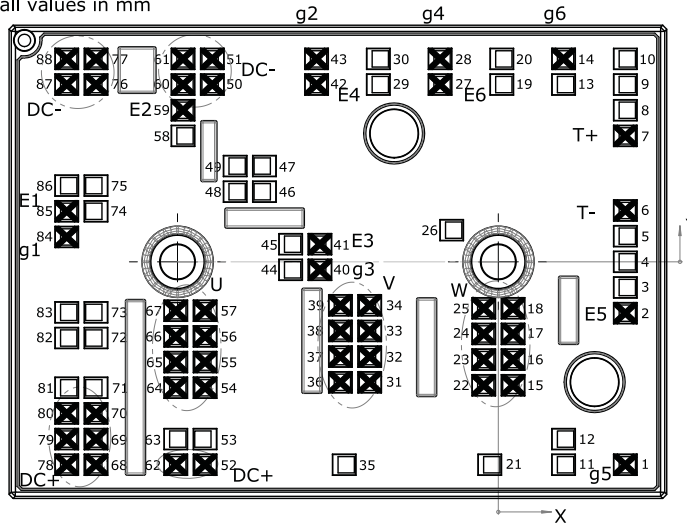 all values in mm
g2 g4 g6
88 77 61 51 DC- 43 30 28 20 14 10
87 76 60 50 42 29 27 19 13 9
DC- E2 59 E4 E6 8
58 T+ 7
49 47
86 75 48 46
E1 85 74 T- 6
84 26 5
g1 45 41 E3
44 40 g3 4
U V W 3
83 73 67 57 39 34 25 18 E5 2
82 72 66 56 38 33 24 17
65 55 37 32 23 16
81 71 64 54 36 31 22 15
80 70
79 69 63 53 12
78 68 62 52 35 21 11 g5 1
DC+ DC+
X